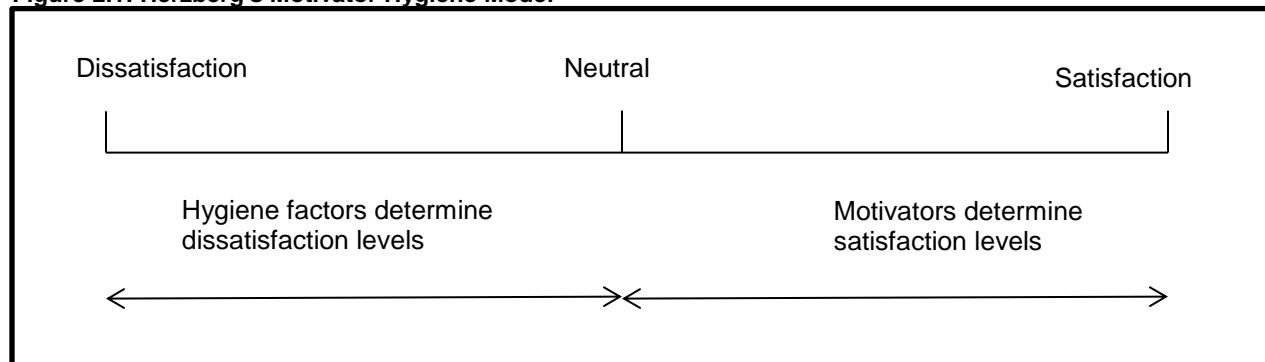 Dissatisfaction
Neutral
Satisfaction
Hygiene factors determine
dissatisfaction levels
Motivators determine
satisfaction levels